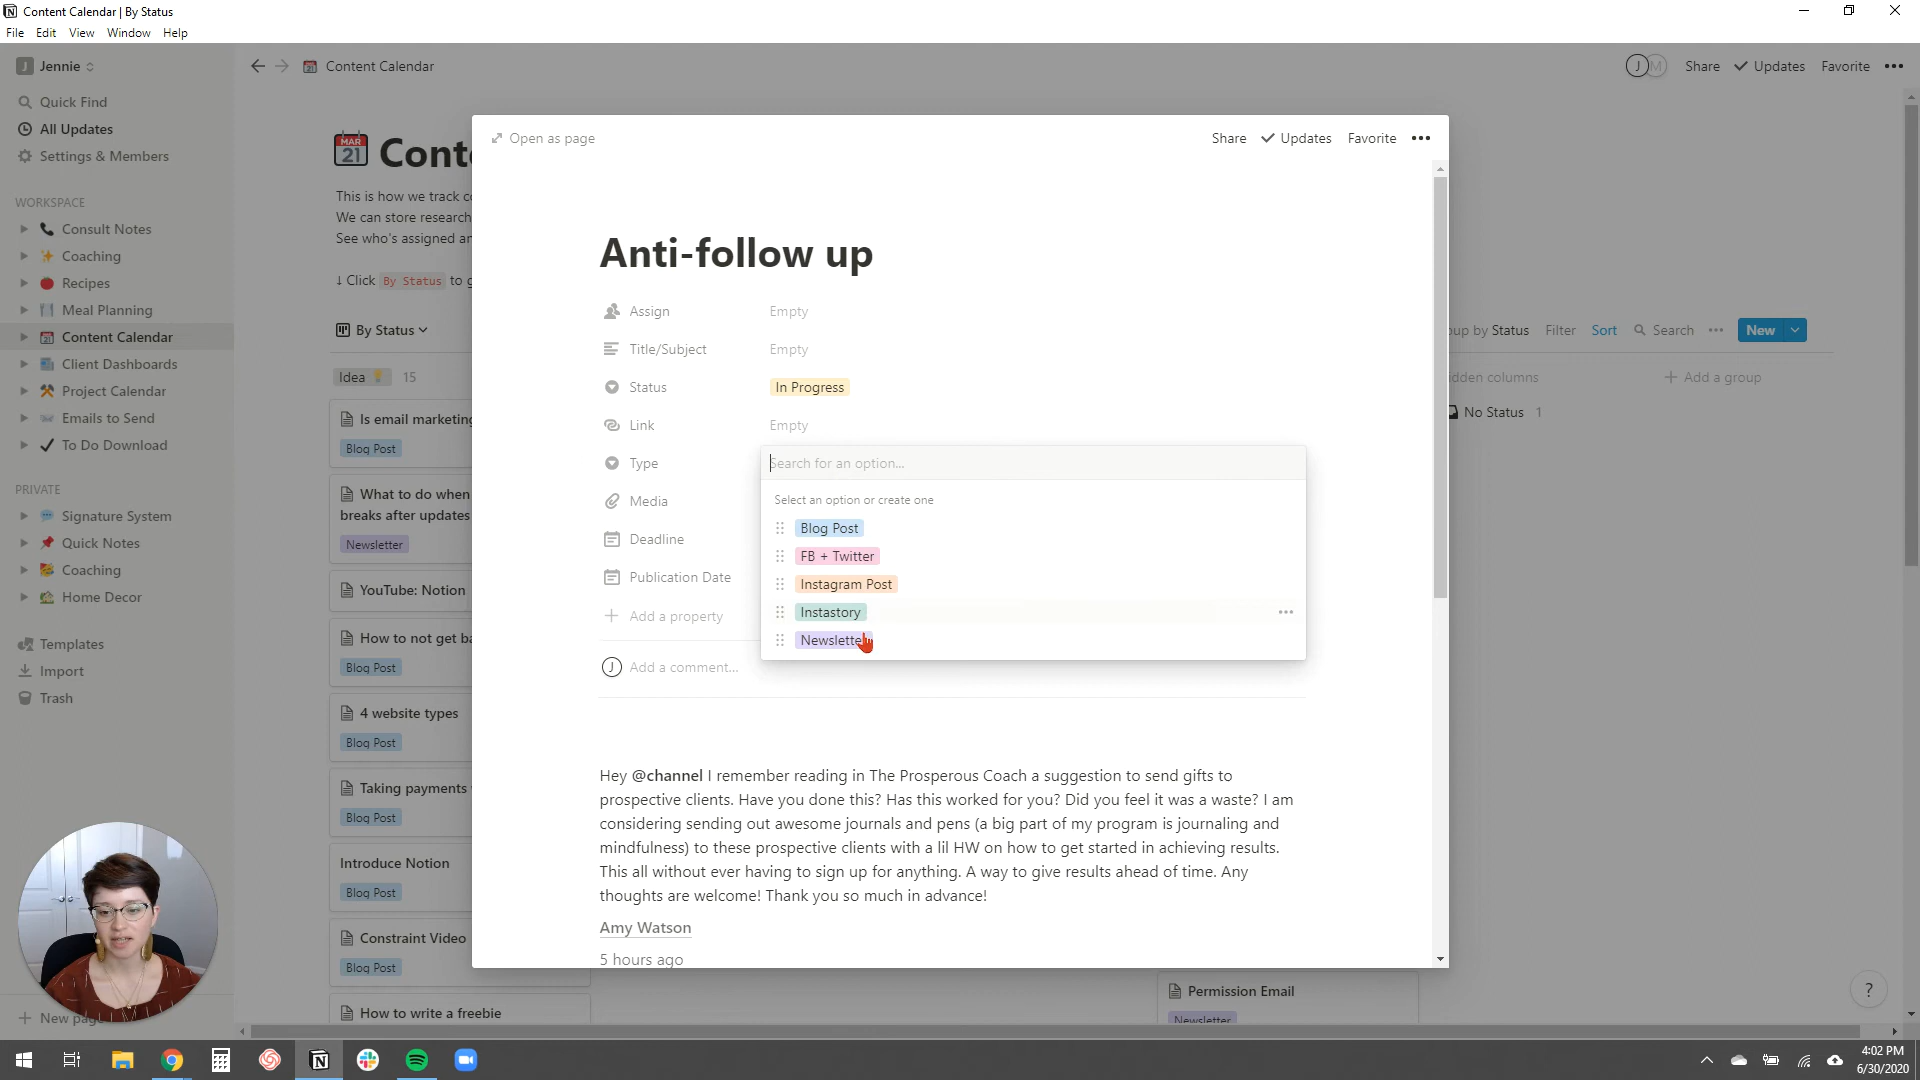 Content Calendar | By Status
File Edit View Window Help
J Jennie
Content Calendar
J M Share Updates Favorite
Quick Find
All Updates
Settings & Members
WORKSPACE
Consult Notes
Coaching
Recipes
Meal Planning
Content Calendar
Client Dashboards
Project Calendar
Emails to Send
To Do Download
PRIVATE
Signature System
Quick Notes
Coaching
Home Decor
Templates
Import
Trash
New page
MAR
21
Conte
This is how we track co
We can store research
See who's assigned an
↓ Click By Status to g
By Status
Idea 15
Is email marketing
Blog Post
What to do when
breaks after updates
Newsletter
YouTube: Notion
How to not get ba
Blog Post
4 website types
Blog Post
Taking payments
Blog Post
Introduce Notion
Blog Post
Constraint Video
Blog Post
How to write a freebie
Open as page
Share Updates Favorite
Anti-follow up
Assign Empty
Title/Subject Empty
Status In Progress
Link Empty
Type
Media
Deadline
Publication Date
Add a property
Search for an option...
Select an option or create one
Blog Post
FB + Twitter
Instagram Post
Instastory
Newslette
J Add a comment...
Hey @channel I remember reading in The Prosperous Coach a suggestion to send gifts to
prospective clients. Have you done this? Has this worked for you? Did you feel it was a waste? I am
considering sending out awesome journals and pens (a big part of my program is journaling and
mindfulness) to these prospective clients with a lil HW on how to get started in achieving results.
This all without ever having to sign up for anything. A way to give results ahead of time. Any
thoughts are welcome! Thank you so much in advance!
Amy Watson
5 hours ago
oup by Status Filter Sort Search New
idden columns
Add a group
No Status 1
Permission Email
Newsletter
?
4:02 PM
6/30/2020